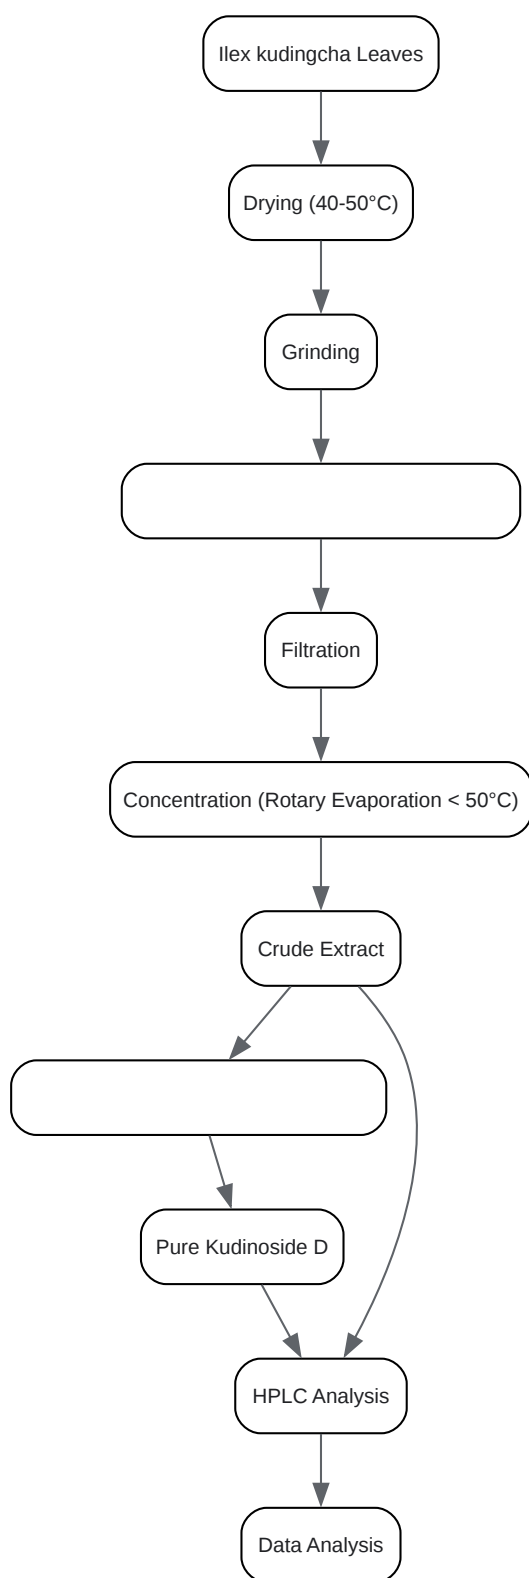 Ilex kudingcha Leaves
Drying (40-50°C)
Grinding
Filtration
Concentration (Rotary Evaporation < 50°C)
Crude Extract
Pure Kudinoside D
HPLC Analysis
Data Analysis